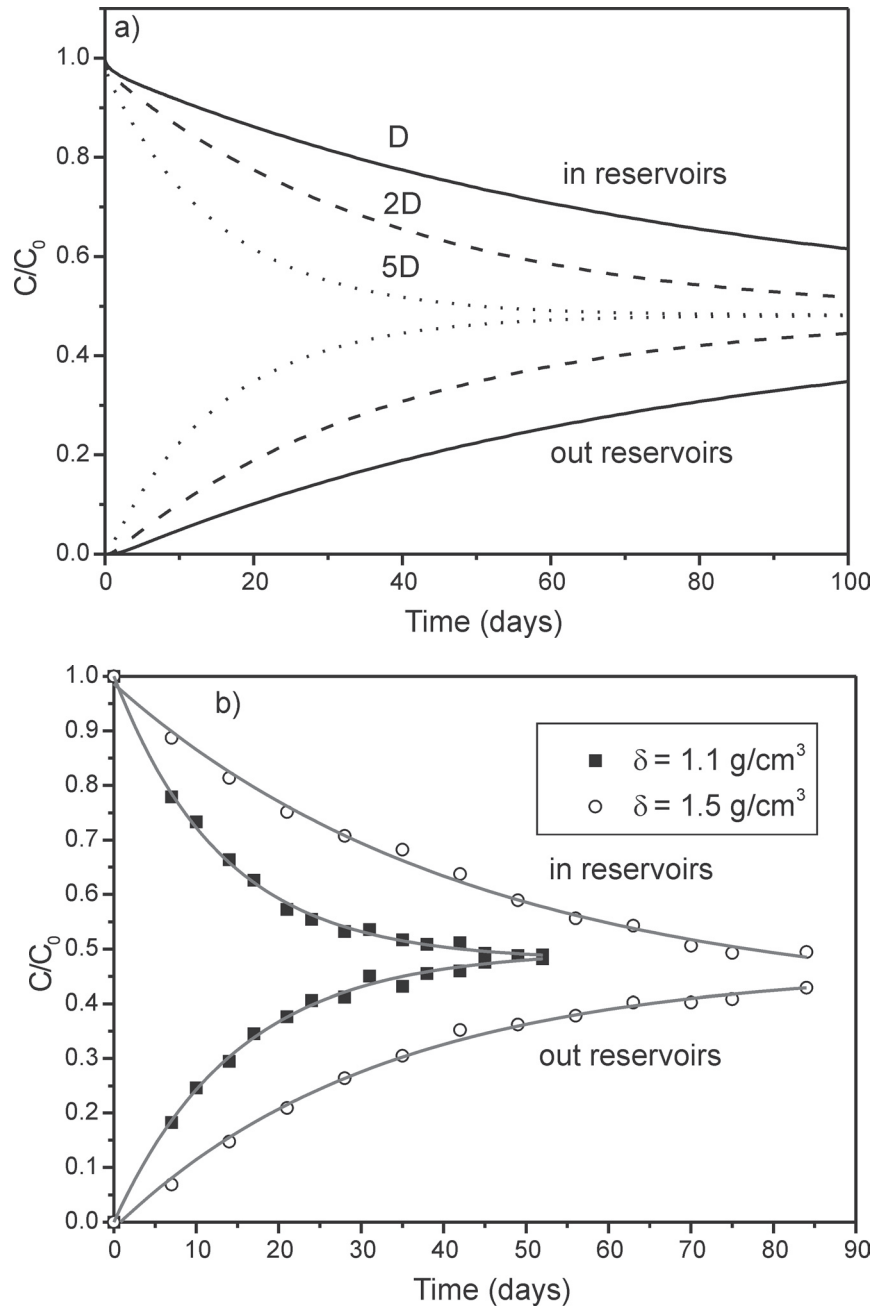 a)
1.0
0.8
0.6
0.4
0.2
0.0
C/C₀
D
2D
5D
in reservoirs
out reservoirs
0 20 40 60 80 100
Time (days)
b)
1.0
0.9
0.8
0.7
0.6
0.5
0.4
0.3
0.2
0.1
0.0
C/C₀
δ = 1.1 g/cm³
δ = 1.5 g/cm³
in reservoirs
out reservoirs
0 10 20 30 40 50 60 70 80 90
Time (days)